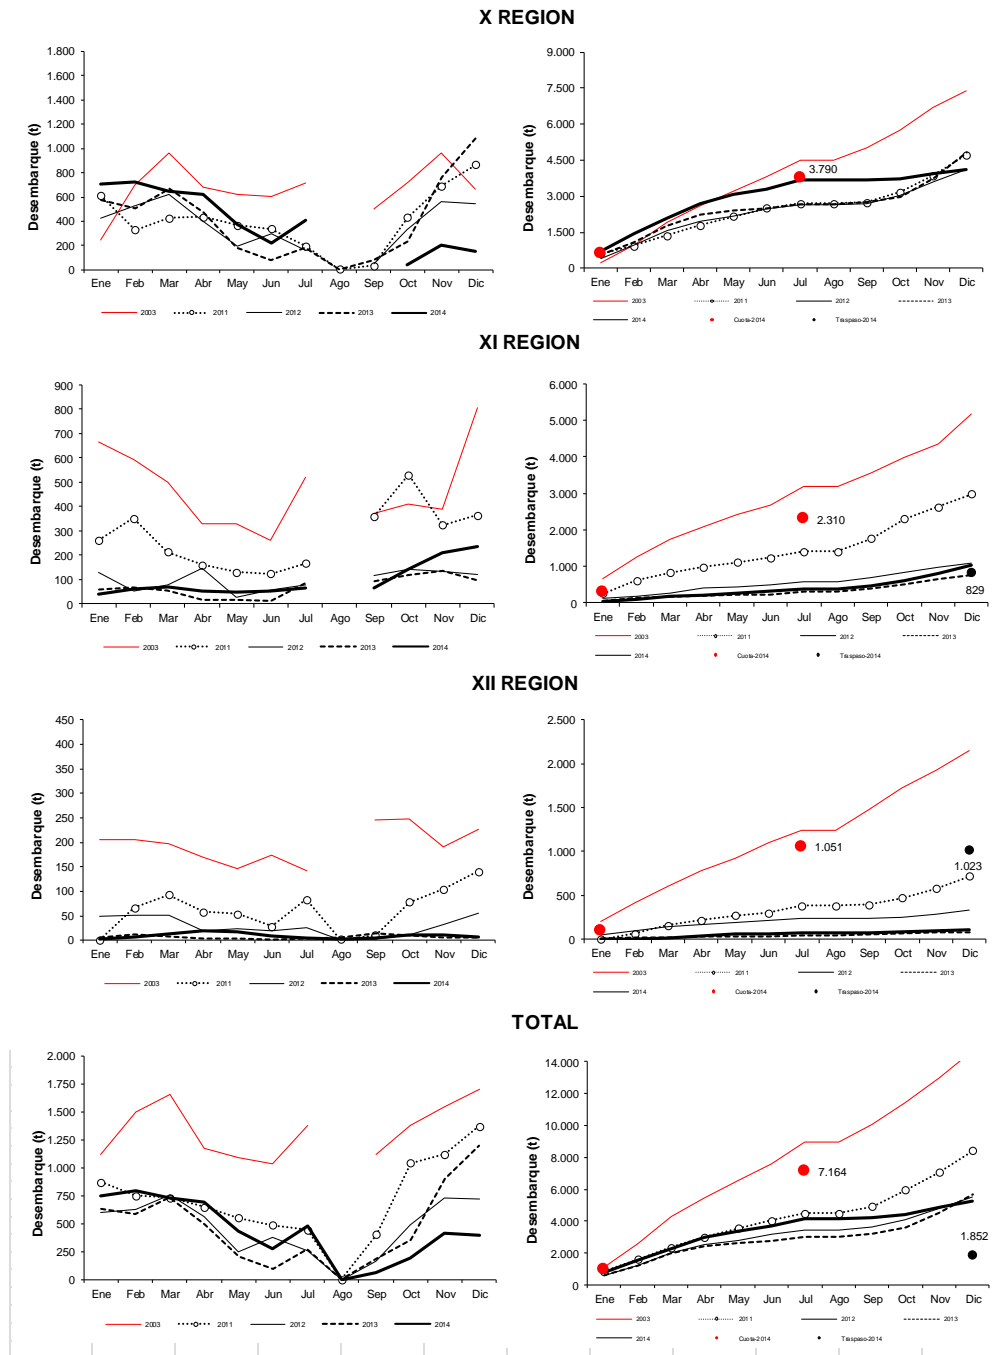 X REGION
Desembarque (t)
1.800
1.600
1.400
1.200
1.000
800
600
400
200
0
Ene Feb Mar Abr May Jun Jul Ago Sep Oct Nov Dic
2003 2011 2012 2013 2014
Desembarque (t)
9.000
7.500
6.000
4.500
3.000
1.500
0
3.790
Ene Feb Mar Abr May Jun Jul Ago Sep Oct Nov Dic
2003 2011 2012 2013
2014 Cuota-2014 Traspaso-2014
XI REGION
Desembarque (t)
900
800
700
600
500
400
300
200
100
0
Ene Feb Mar Abr May Jun Jul Ago Sep Oct Nov Dic
2003 2011 2012 2013 2014
Desembarque (t)
6.000
5.000
4.000
3.000
2.000
1.000
0
2.310
829
Ene Feb Mar Abr May Jun Jul Ago Sep Oct Nov Dic
2003 2011 2012 2013
2014 Cuota-2014 Traspaso-2014
XII REGION
Desembarque (t)
450
400
350
300
250
200
150
100
50
0
Ene Feb Mar Abr May Jun Jul Ago Sep Oct Nov Dic
2003 2011 2012 2013 2014
Desembarque (t)
2.500
2.000
1.500
1.000
500
0
1.051
1.023
Ene Feb Mar Abr May Jun Jul Ago Sep Oct Nov Dic
2003 2011 2012 2013
2014 Cuota-2014 Traspaso-2014
TOTAL
Desembarque (t)
2.000
1.750
1.500
1.250
1.000
750
500
250
0
Ene Feb Mar Abr May Jun Jul Ago Sep Oct Nov Dic
2003 2011 2012 2013 2014
Desembarque (t)
14.000
12.000
10.000
8.000
6.000
4.000
2.000
0
7.164
1.852
Ene Feb Mar Abr May Jun Jul Ago Sep Oct Nov Dic
2003 2011 2012 2013
2014 Cuota-2014 Traspaso-2014